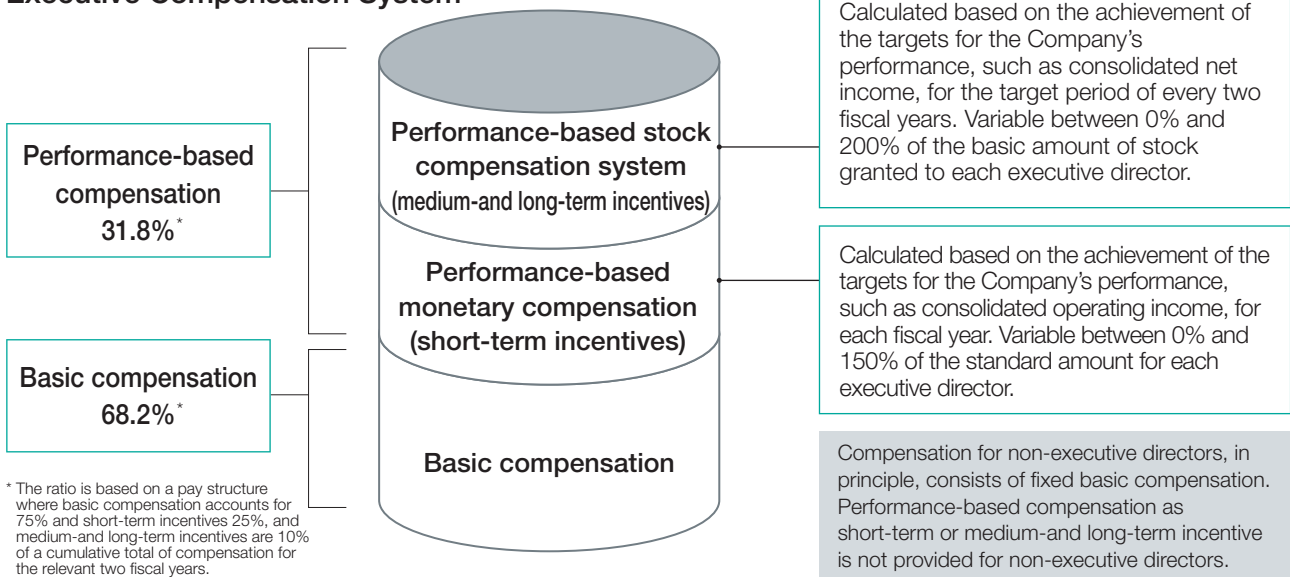 Executive Compensation System
Performance-based
compensation
31.8%*
Basic compensation
68.2%*
* The ratio is based on a pay structure
where basic compensation accounts for
75% and short-term incentives 25%, and
medium-and long-term incentives are 10%
of a cumulative total of compensation for
the relevant two fiscal years.
Performance-based stock
compensation system
(medium-and long-term incentives)
Performance-based
monetary compensation
(short-term incentives)
Basic compensation
Calculated based on the achievement of
the targets for the Company's
performance, such as consolidated net
income, for the target period of every two
fiscal years. Variable between 0% and
200% of the basic amount of stock
granted to each executive director.
Calculated based on the achievement of the
targets for the Company's performance,
such as consolidated operating income, for
each fiscal year. Variable between 0% and
150% of the standard amount for each
executive director.
Compensation for non-executive directors, in
principle, consists of fixed basic compensation.
Performance-based compensation as
short-term or medium-and long-term incentive
is not provided for non-executive directors.